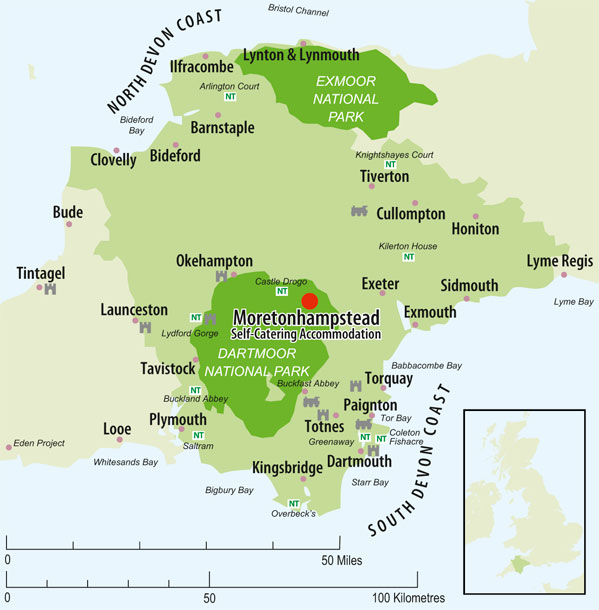 Bristol Channel
NORTH DEVON COAST
Lynton & Lynmouth
Ilfracombe
EXMOOR
NATIONAL
PARK
Arlington Court
NT
Bideford
Bay
Barnstaple
Clovelly
Bideford
Knightshayes Court
NT
Tiverton
Cullompton
Bude
Honiton
Kilerton House
NT
Okehampton
Lyme Regis
Tintagel
Castle Drogo
NT
Exeter
Sidmouth
Lyme Bay
Launceston
NT
Moretonhampstead
Self-Catering Accommodation
Exmouth
Lydford Gorge
DARTMOOR
NATIONAL PARK
Tavistock
Babbacombe Bay
Buckfast Abbey
Torquay
NT
Buckland Abbey
Paignton
Tor Bay
Plymouth
Totnes
Looe
NT
Saltram
Greenaway
NT
NT
Coleton
Fishacre
Eden Project
Whitesands Bay
Kingsbridge
Dartmouth
Starr Bay
SOUTH DEVON COAST
Bigbury Bay
NT
Overbeck's
0
50 Miles
0
50
100 Kilometres